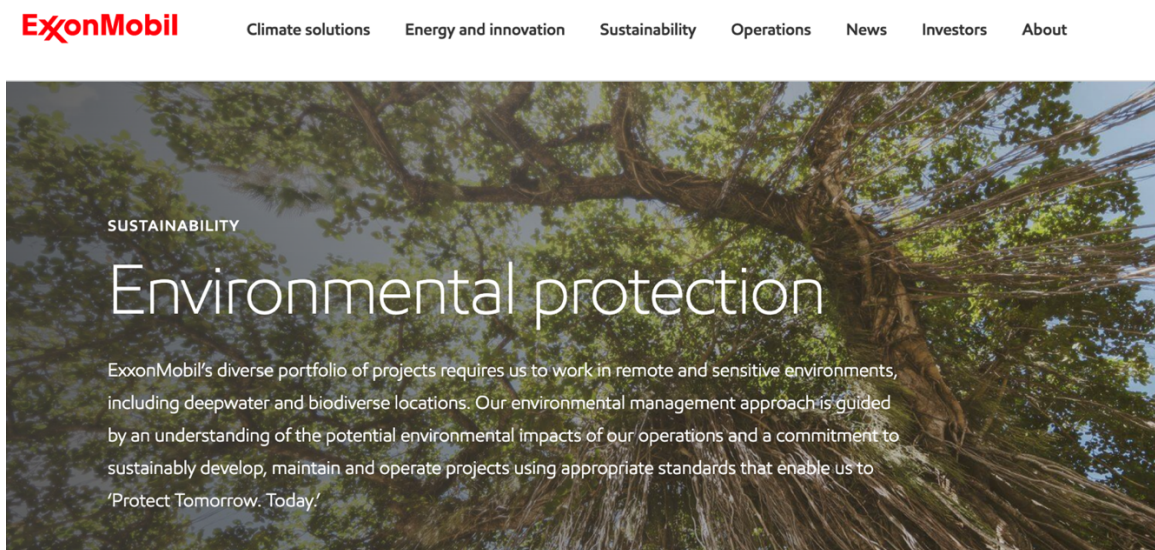 ExxonMobil
Climate solutions Energy and innovation Sustainability Operations News Investors About
SUSTAINABILITY
Environmental protection
ExxonMobil’s diverse portfolio of projects requires us to work in remote and sensitive environments,
including deepwater and biodiverse locations. Our environmental management approach is guided
by an understanding of the potential environmental impacts of our operations and a commitment to
sustainably develop, maintain and operate projects using appropriate standards that enable us to
‘Protect Tomorrow. Today.’